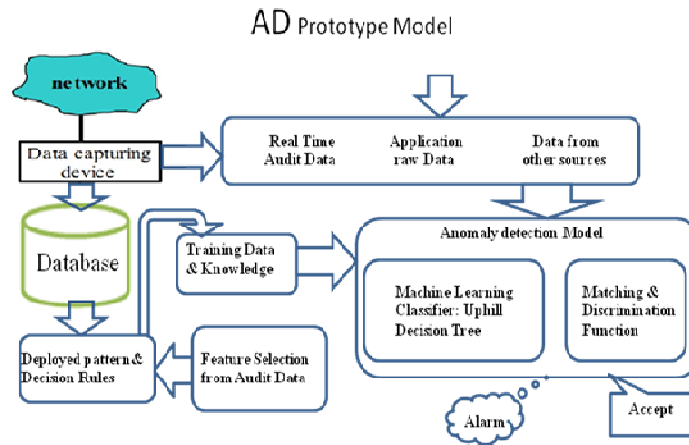 AD Prototype Model
network
Data capturing
device
Real Time
Audit Data
Application
raw Data
Data from
other sources
Database
Training Data
& Knowledge
Anomaly detection Model
Machine Learning
Classifier: Uphill
Decision Tree
Matching &
Discrimination
Function
Deployed pattern &
Decision Rules
Feature Selection
from Audit Data
Alarm
Accept